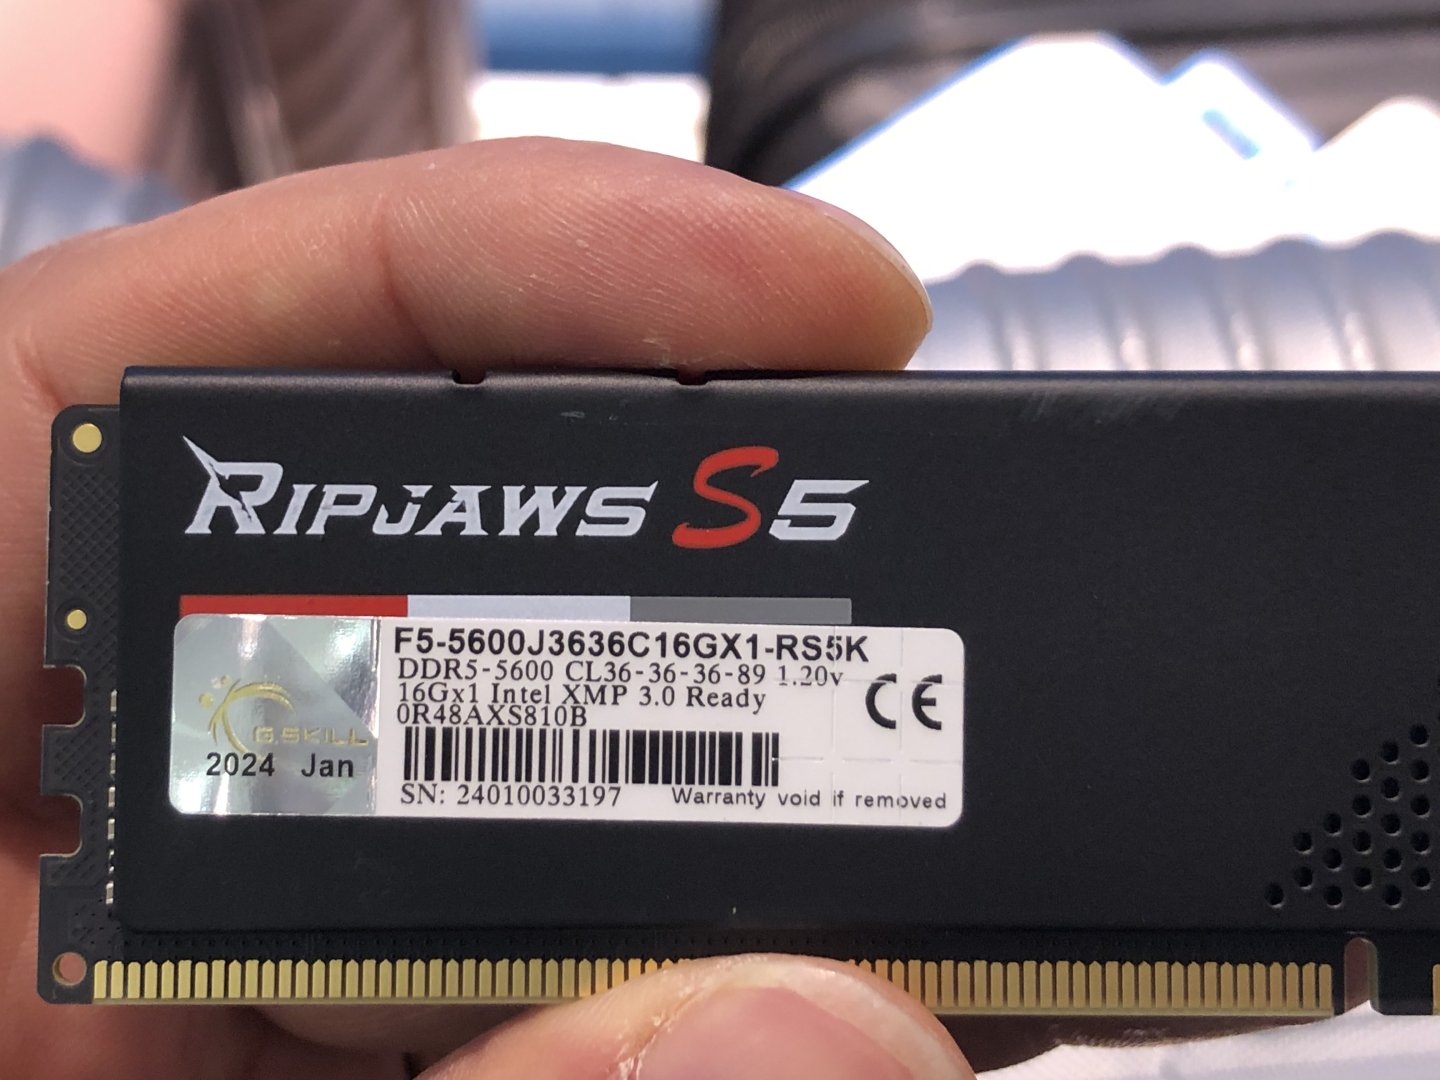 RIPJAWS S5
F5-5600J3636C16GX1-RS5K
DDR5-5600 CL36-36-36-89 1.20v
16Gx1 Intel XMP 3.0 Ready
0R48AXS810B
CE
G.SKILL
2024 Jan
SN: 24010033197
Warranty void if removed